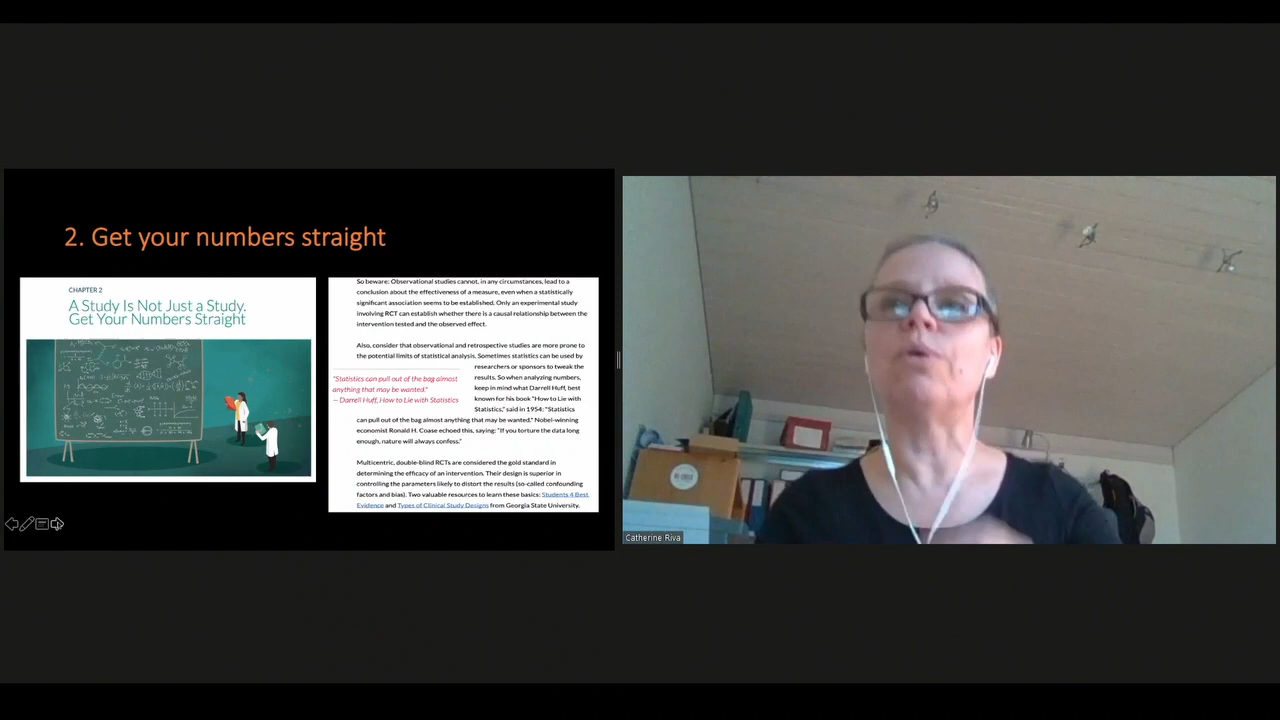 2. Get your numbers straight
CHAPTER 2
A Study Is Not Just a Study.
Get Your Numbers Straight
So beware: Observational studies cannot, in any circumstances, lead to a
conclusion about the effectiveness of a measure, even when a statistically
significant association seems to be established. Only an experimental study
involving RCT can establish whether there is a causal relationship between the
intervention tested and the observed effect.
Also, consider that observational and retrospective studies are more prone to
the potential limits of statistical analysis. Sometimes statistics can be used by
researchers or sponsors to tweak the
results. So when analyzing numbers,
keep in mind what Darrell Huff, best
known for his book "How to Lie with
Statistics," said in 1954: "Statistics
can pull out of the bag almost anything that may be wanted." Nobel-winning
economist Ronald H. Coase echoed this, saying: "If you torture the data long
enough, nature will always confess."
"Statistics can pull out of the bag almost
anything that may be wanted."
— Darrell Huff, How to Lie with Statistics
Multicentric, double-blind RCTs are considered the gold standard in
determining the efficacy of an intervention. Their design is superior in
controlling the parameters likely to distort the results (so-called confounding
factors and bias). Two valuable resources to learn these basics: Students 4 Best
Evidence and Types of Clinical Study Designs from Georgia State University.
Catherine Riva